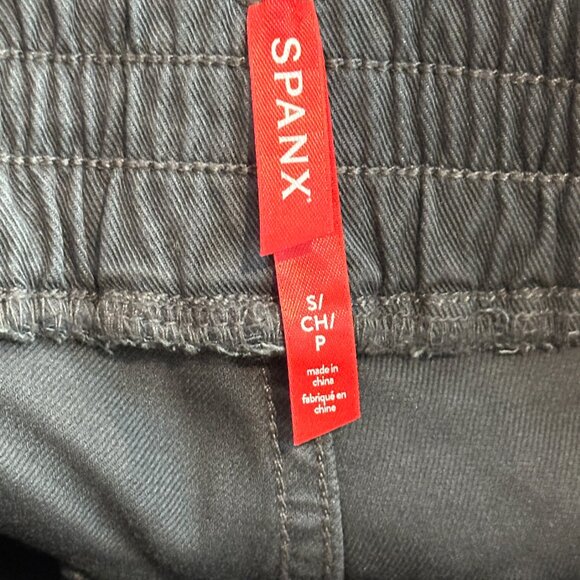 SPANX®
S/
CH/
P
made in
china
fabriqué en
chine